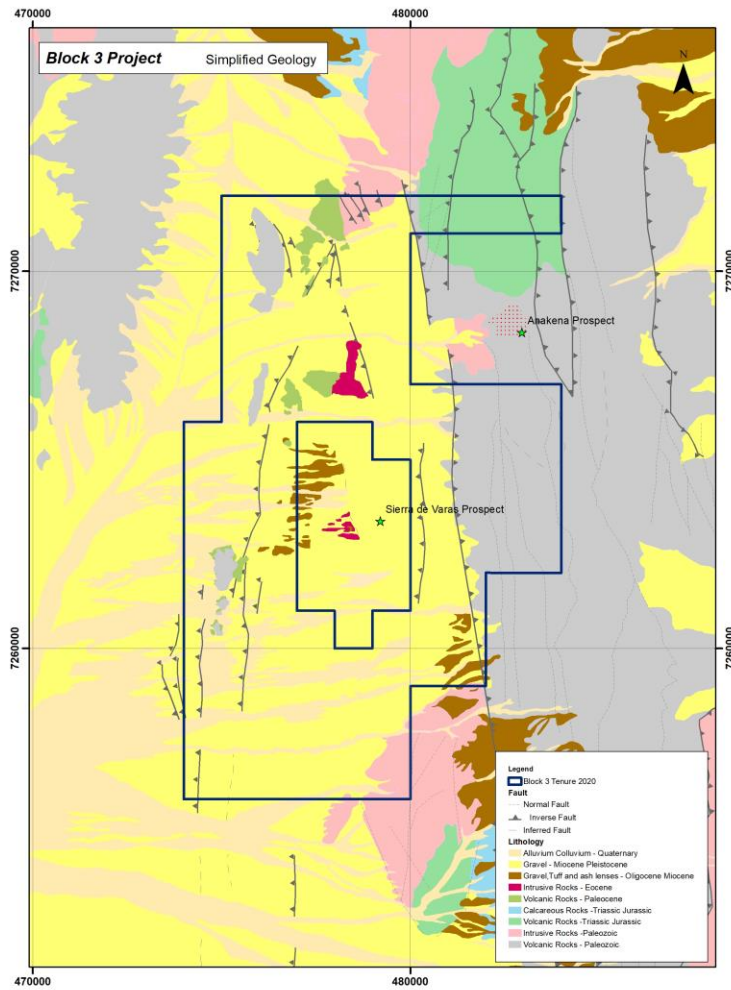 470000
480000
Block 3 Project Simplified Geology
N
7270000
7270000
Anakena Prospect
Sierra de Varas Prospect
7260000
7260000
Legend
Block 3 Tenure 2020
Fault
Normal Fault
Inverse Fault
Inferred Fault
Lithology
Alluvium Colluvium - Quaternary
Gravel - Miocene Pleistocene
Gravel,Tuff and ash lenses - Oligocene Miocene
Intrusive Rocks - Eocene
Volcanic Rocks - Paleocene
Calcareous Rocks -Triassic Jurassic
Volcanic Rocks -Triassic Jurassic
Intrusive Rocks -Paleozoic
Volcanic Rocks - Paleozoic
470000
480000